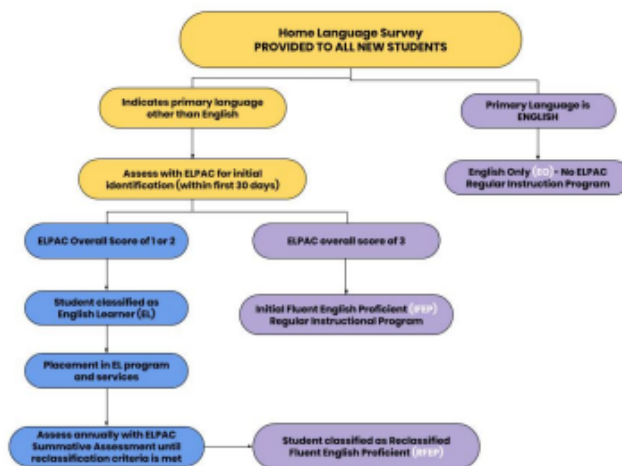 Home Language Survey
PROVIDED TO ALL NEW STUDENTS
Indicates primary language
other than English
Primary Language is
ENGLISH
Assess with ELPAC for initial
identification (within first 30 days)
English Only (EO)- No ELPAC
Regular Instruction Program
ELPAC Overall Score of 1 or 2
ELPAC overall score of 3
Student classified as
English Learner (EL)
Initial Fluent English Proficient (IFEP)
Regular Instructional Program
Placement in EL program
and services
Assess annually with ELPAC
Summative Assessment until
reclassification criteria is met
Student classified as Reclassified
Fluent English Proficient (RFEP)